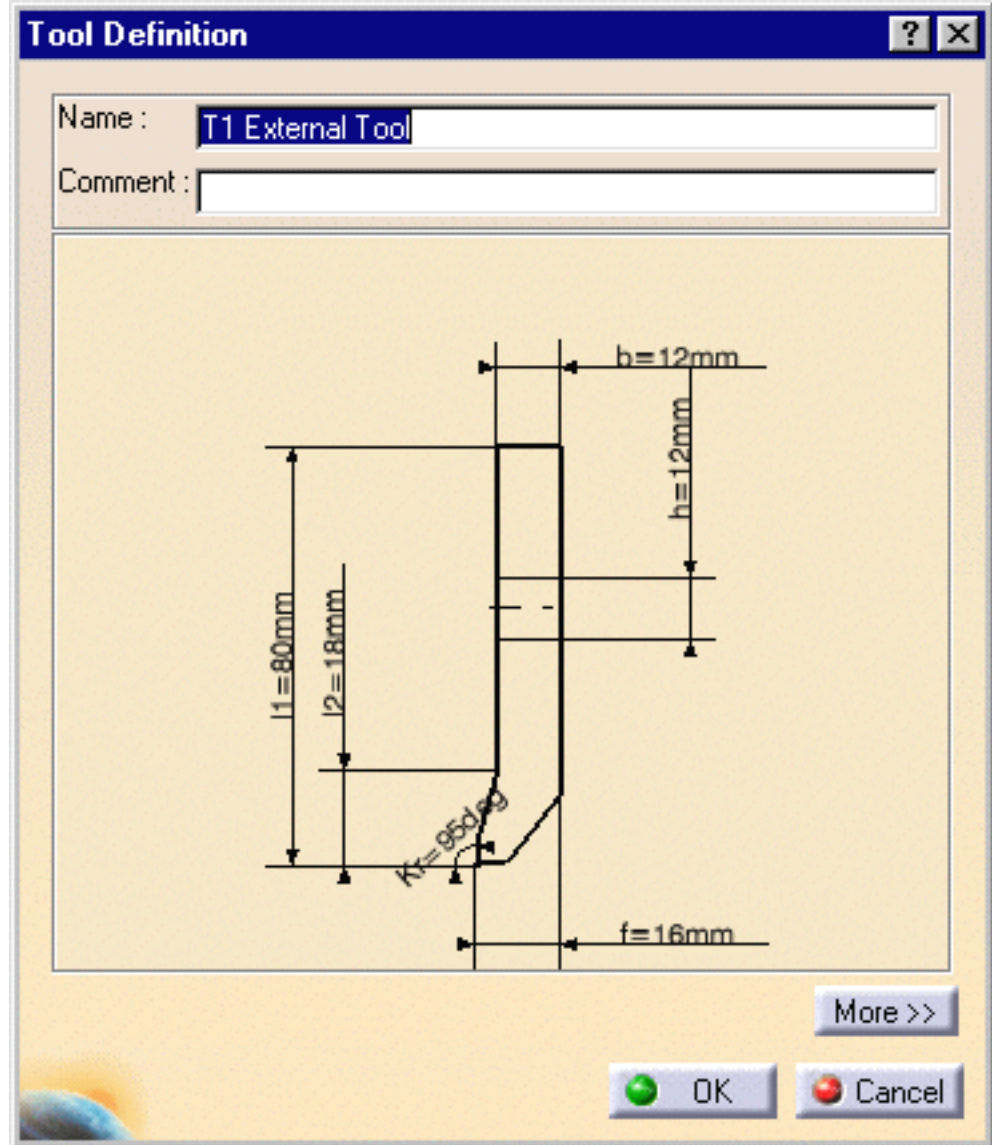 Tool Definition
Name :
T1 External Tool
Comment :
b=12mm
h=12mm
l1=80mm
l2=18mm
Kr=95deg
f=16mm
More >>
OK
Cancel